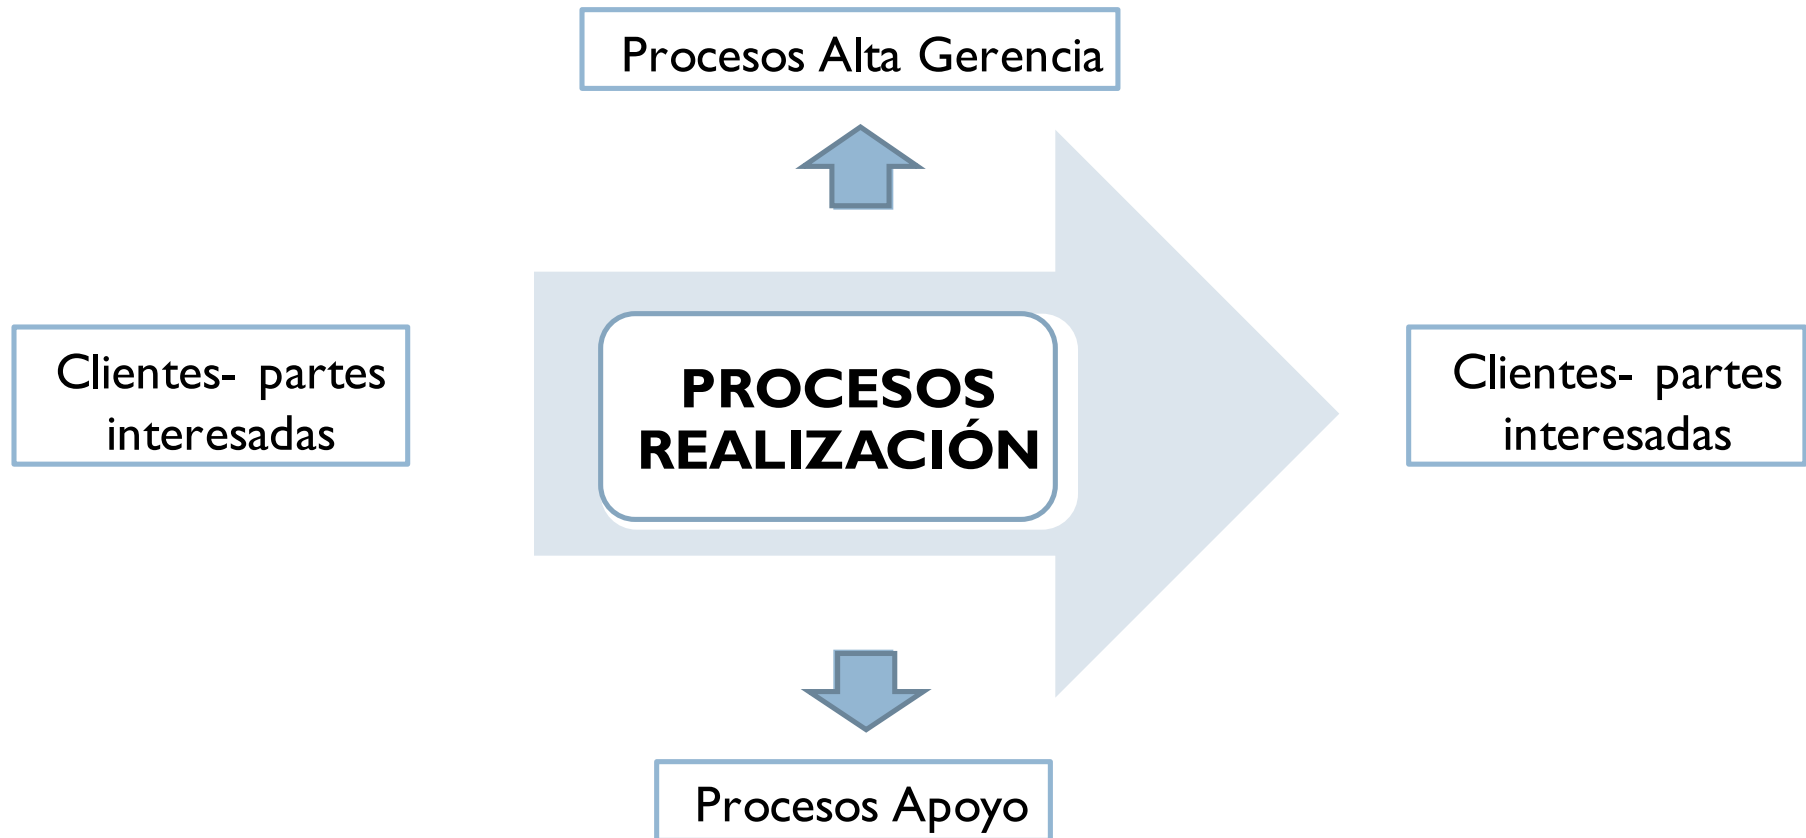 Procesos Alta Gerencia
Clientes- partes
interesadas
PROCESOS
REALIZACIÓN
Clientes- partes
interesadas
Procesos Apoyo